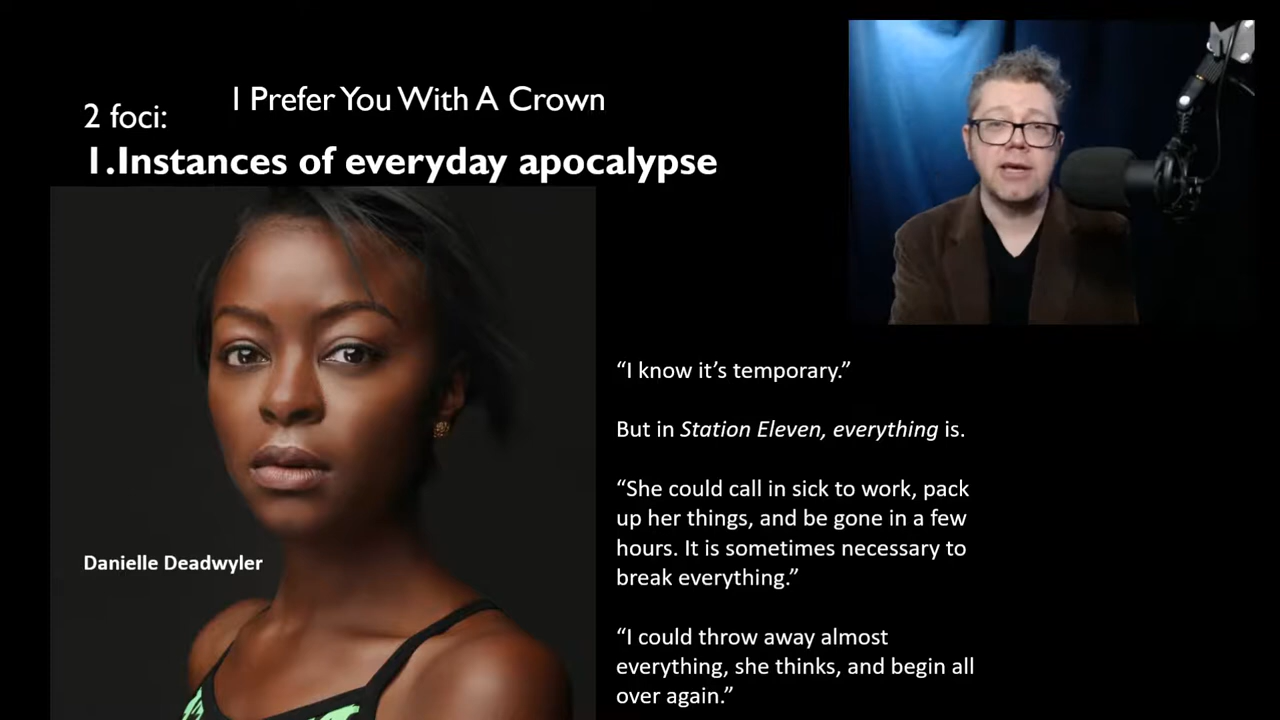 I Prefer You With A Crown
2 foci:
1.Instances of everyday apocalypse
Danielle Deadwyler
“I know it’s temporary.”
But in Station Eleven, everything is.
“She could call in sick to work, pack
up her things, and be gone in a few
hours. It is sometimes necessary to
break everything.”
“I could throw away almost
everything, she thinks, and begin all
over again.”